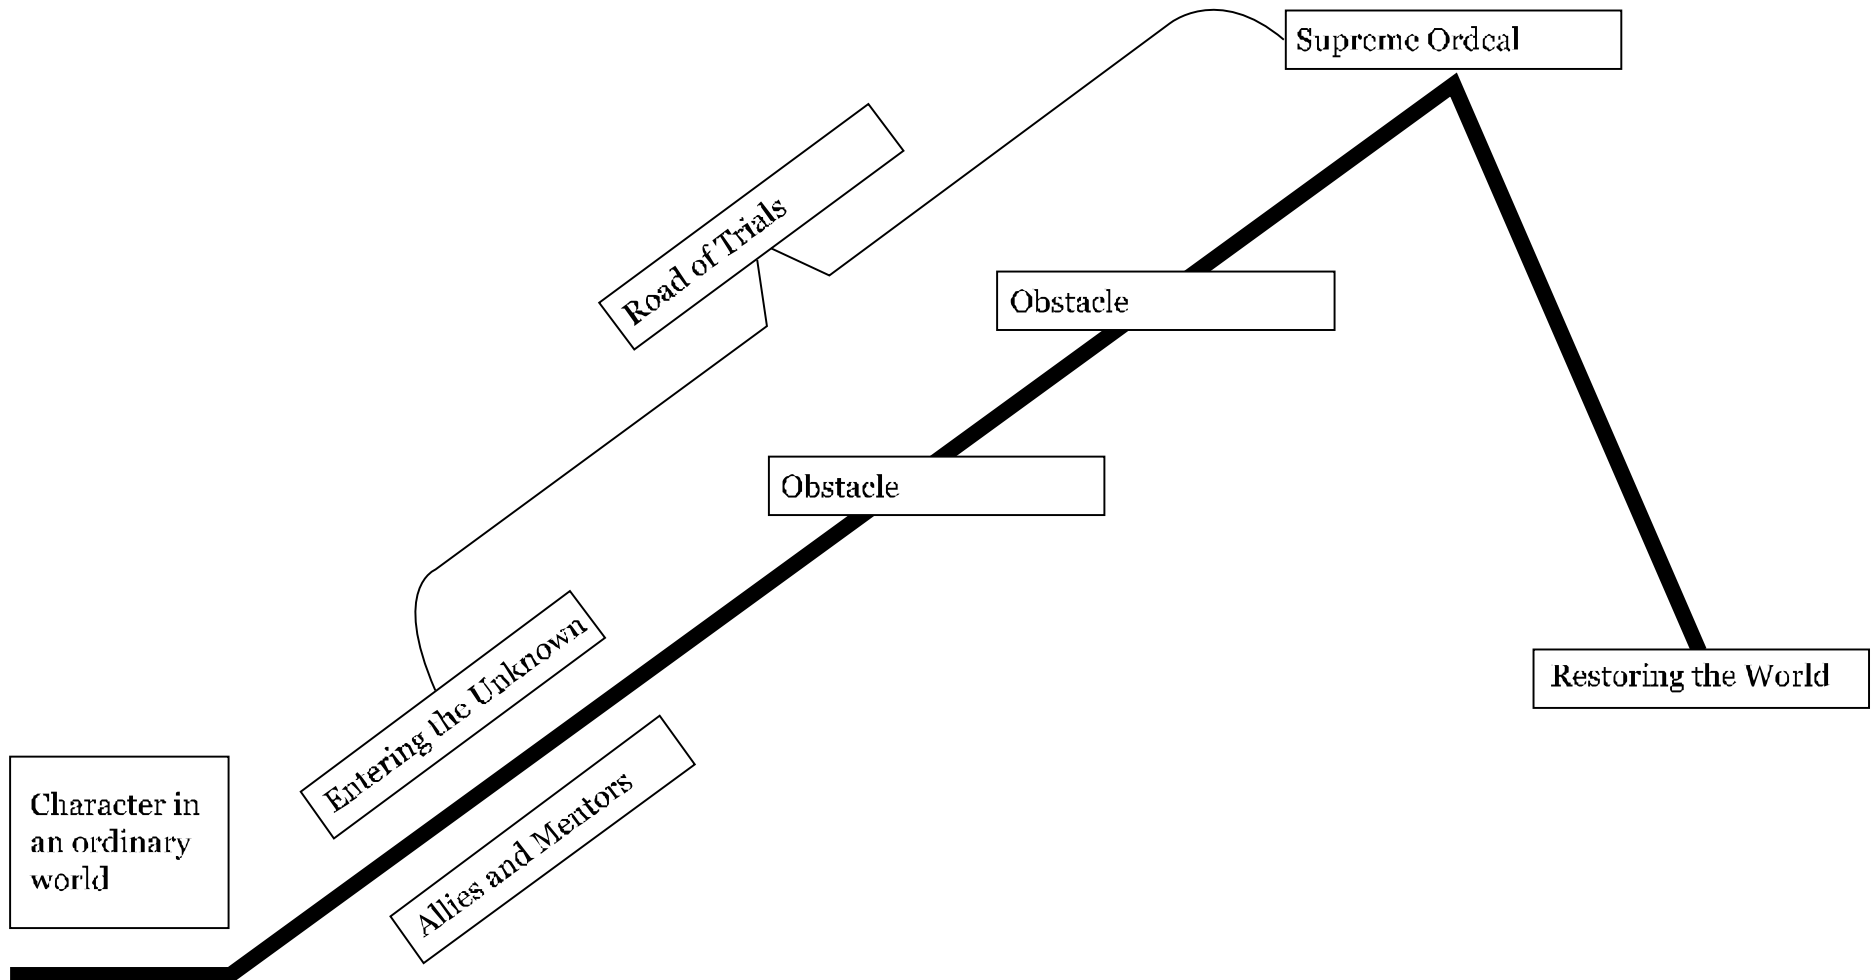 Supreme Ordeal
Road of Trials
Obstacle
Obstacle
Entering the Unknown
Restoring the World
Allies and Mentors
Character in
an ordinary
world